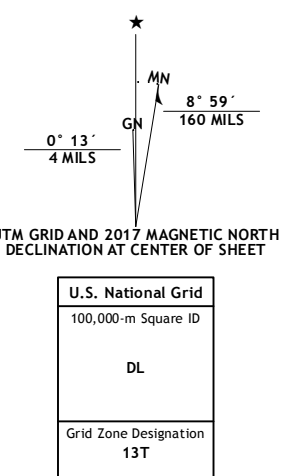 ★
MN
GN
8° 59´
160 MILS
0° 13´
4 MILS
UTM GRID AND 2017 MAGNETIC NORTH
DECLINATION AT CENTER OF SHEET
U.S. National Grid
100,000-m Square ID
DL
Grid Zone Designation
13T